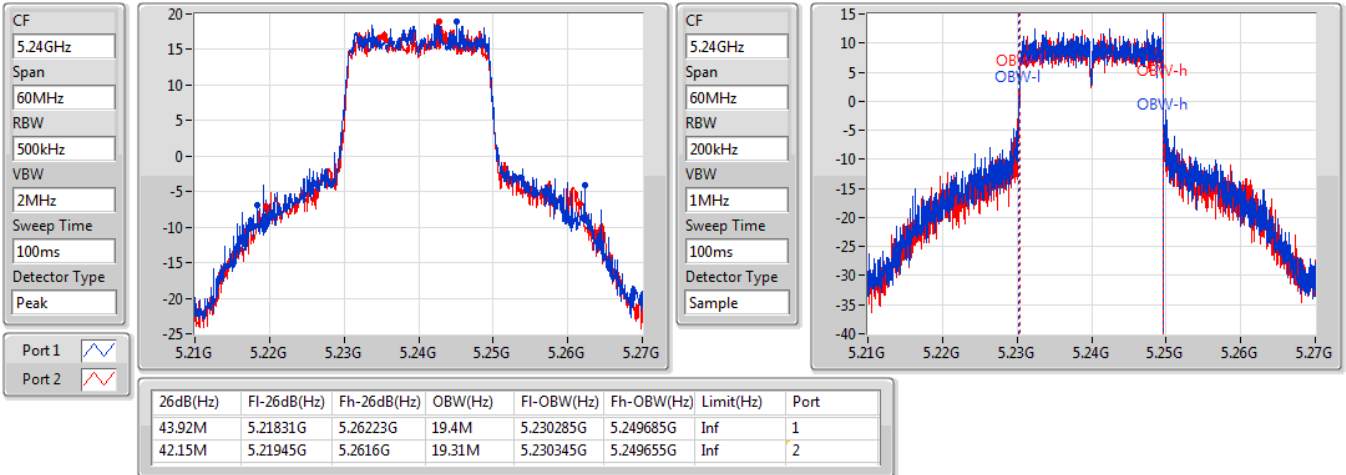 CF
5.24GHz
Span
60MHz
RBW
500kHz
VBW
2MHz
Sweep Time
100ms
Detector Type
Peak
Port 1
Port 2
20
15
10
5
0
-5
-10
-15
-20
-25
5.21G 5.22G 5.23G 5.24G 5.25G 5.26G 5.27G
CF
5.24GHz
Span
60MHz
RBW
200kHz
VBW
1MHz
Sweep Time
100ms
Detector Type
Sample
15
10
5
0
-5
-10
-15
-20
-25
-30
-35
-40
OBW-l
OBW-h
OBW-h
5.21G 5.22G 5.23G 5.24G 5.25G 5.26G 5.27G
26dB(Hz) Fl-26dB(Hz) Fh-26dB(Hz) OBW(Hz) Fl-OBW(Hz) Fh-OBW(Hz) Limit(Hz) Port
43.92M 5.21831G 5.26223G 19.4M 5.230285G 5.249685G Inf 1
42.15M 5.21945G 5.2616G 19.31M 5.230345G 5.249655G Inf 2